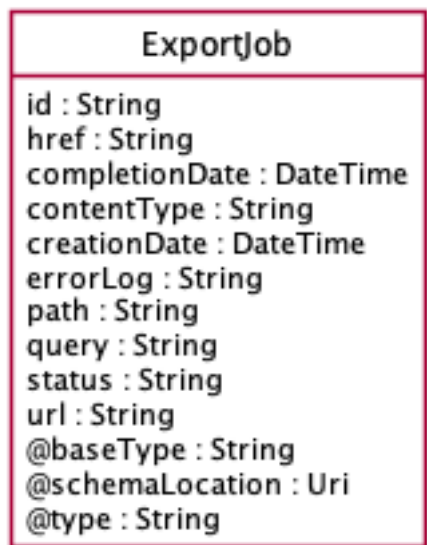 ExportJob
id : String
href : String
completionDate : DateTime
contentType : String
creationDate : DateTime
errorLog : String
path : String
query : String
status : String
url : String
@baseType : String
@schemaLocation : Uri
@type : String